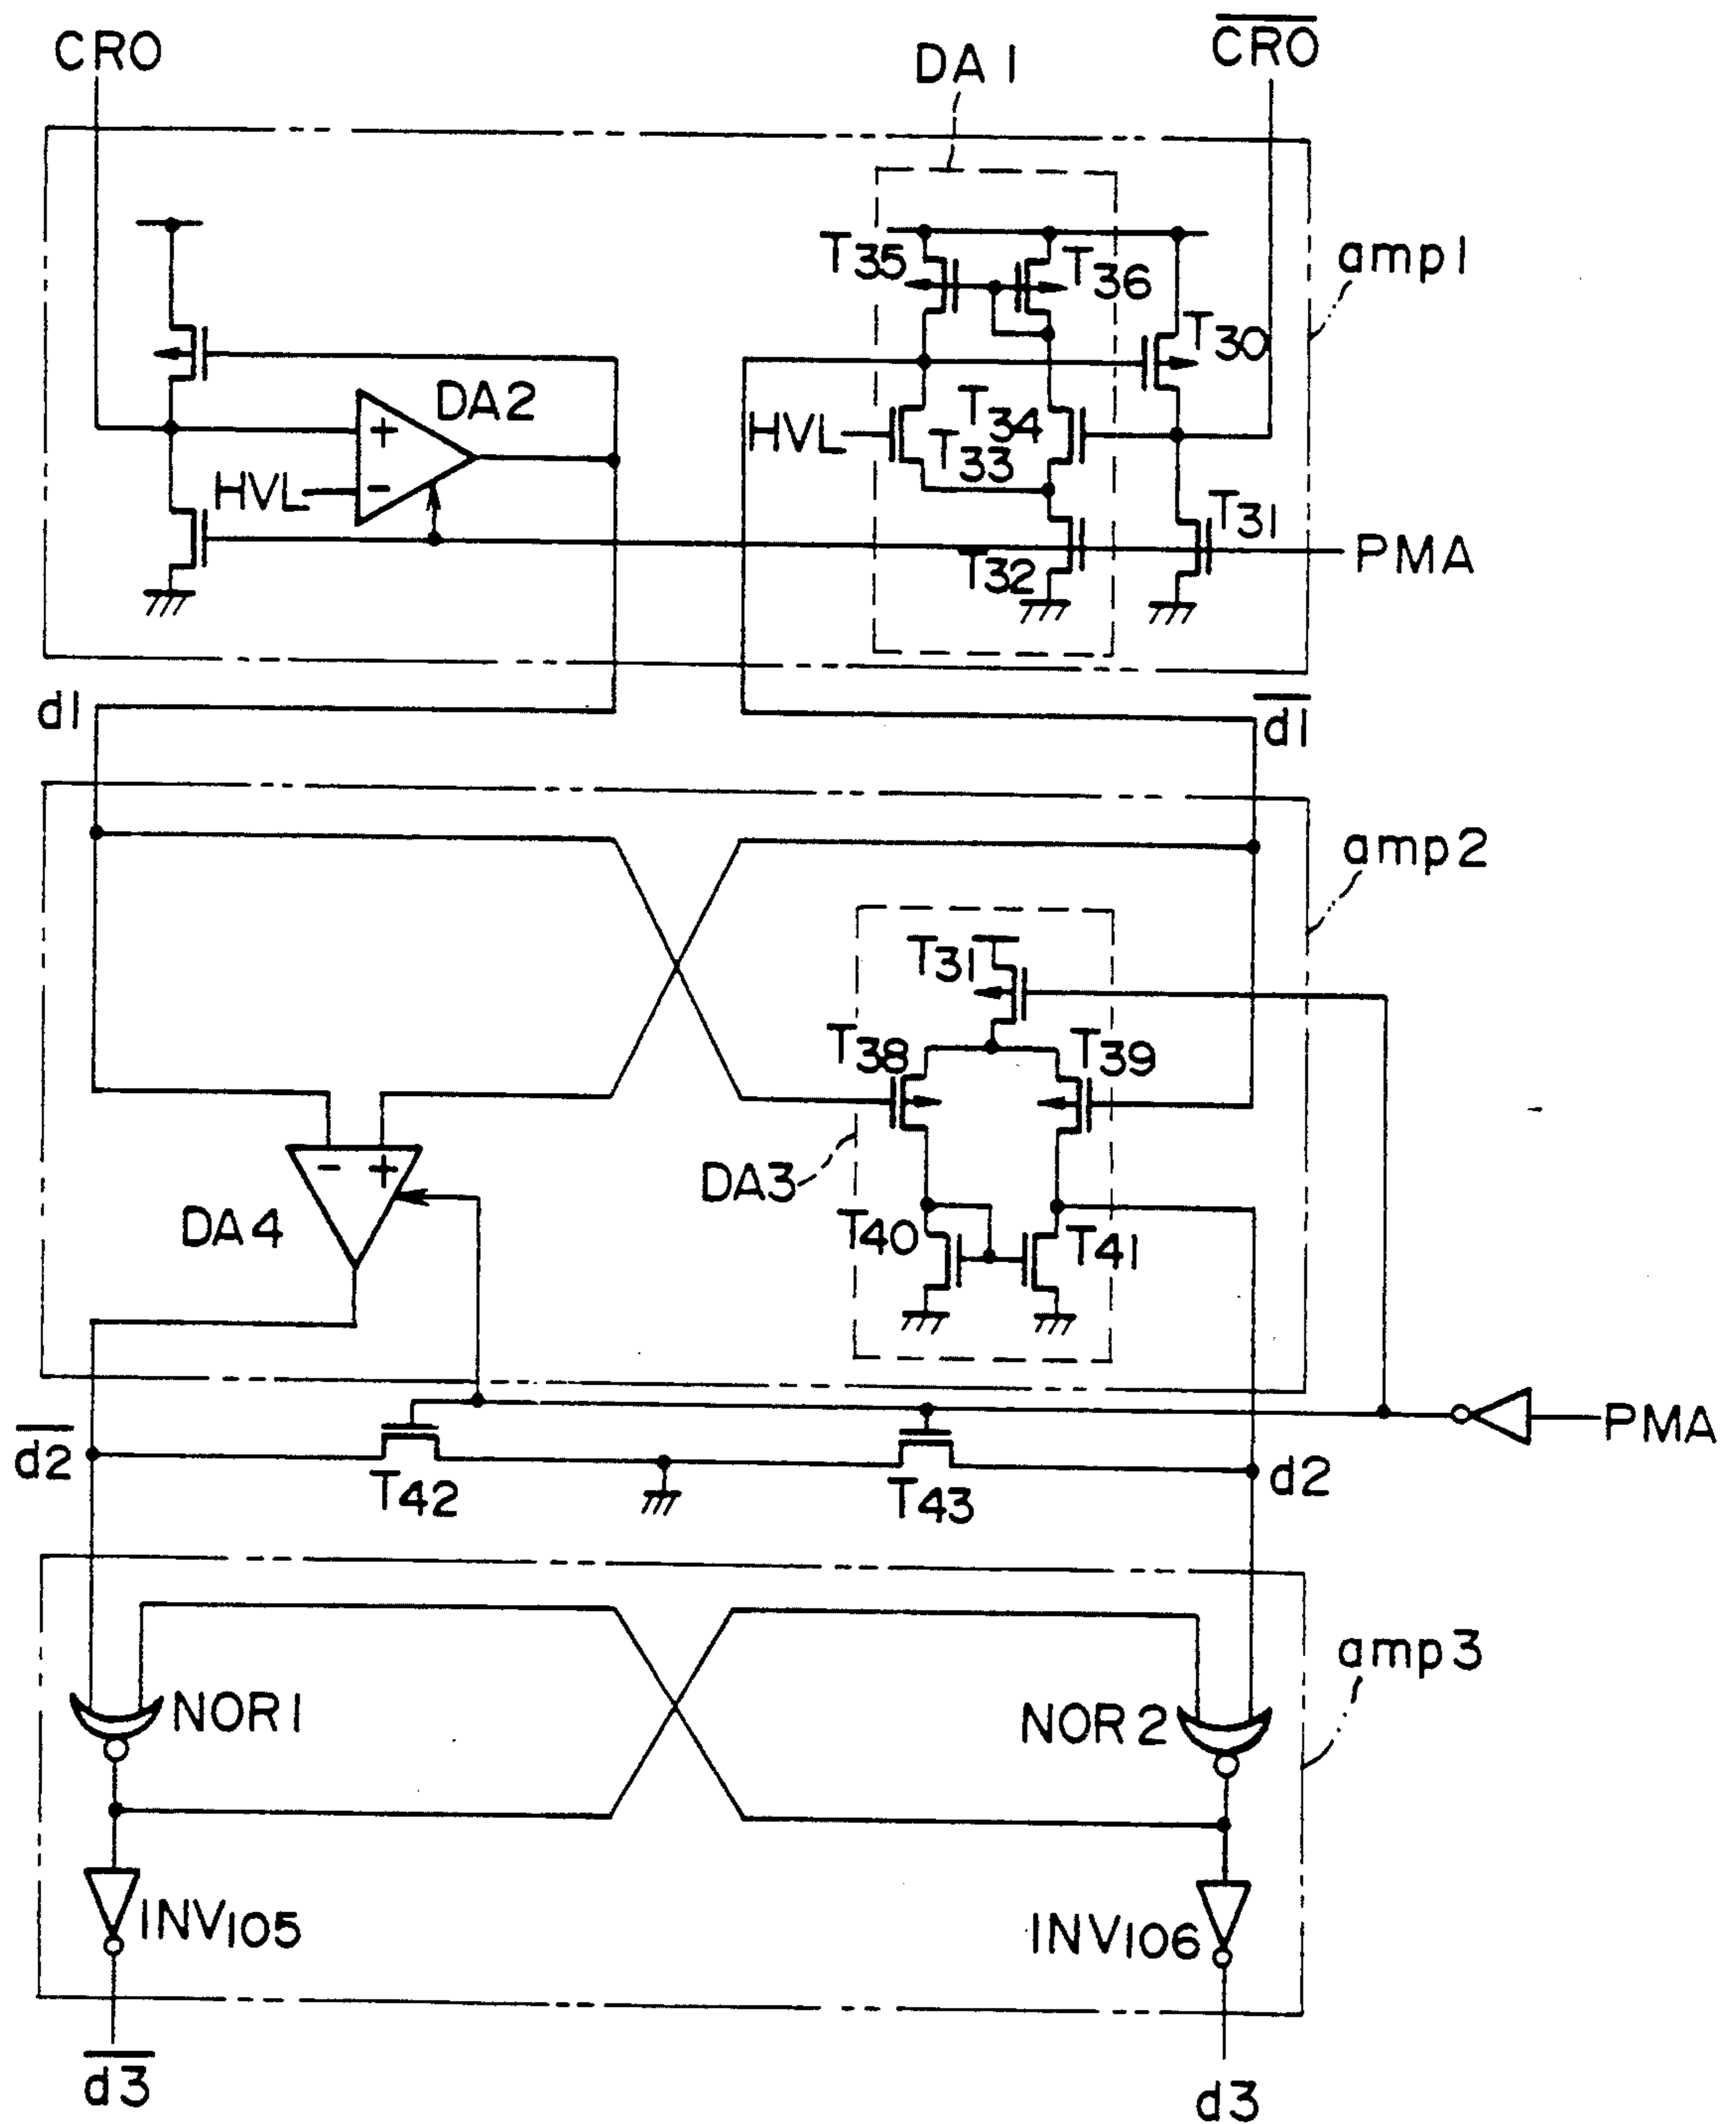 CRO
CRO
DA1
amp1
T35
T36
T30
DA2
+
HVL
-
HVL
T34
T33
T31
T32
PMA
d1
d1
amp2
T31
T38
T39
- +
DA4
DA3
T40
T41
PMA
d2
T42
T43
d2
NOR1
NOR2
amp3
INV105
INV106
d3
d3